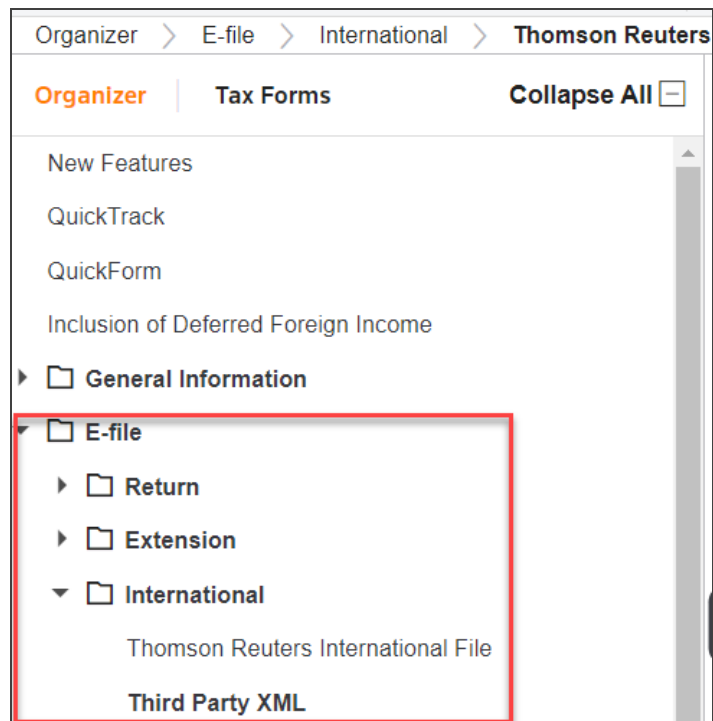 Organizer > E-file > International > Thomson Reuters
Organizer Tax Forms Collapse All
New Features
QuickTrack
QuickForm
Inclusion of Deferred Foreign Income
General Information
E-file
Return
Extension
International
Thomson Reuters International File
Third Party XML